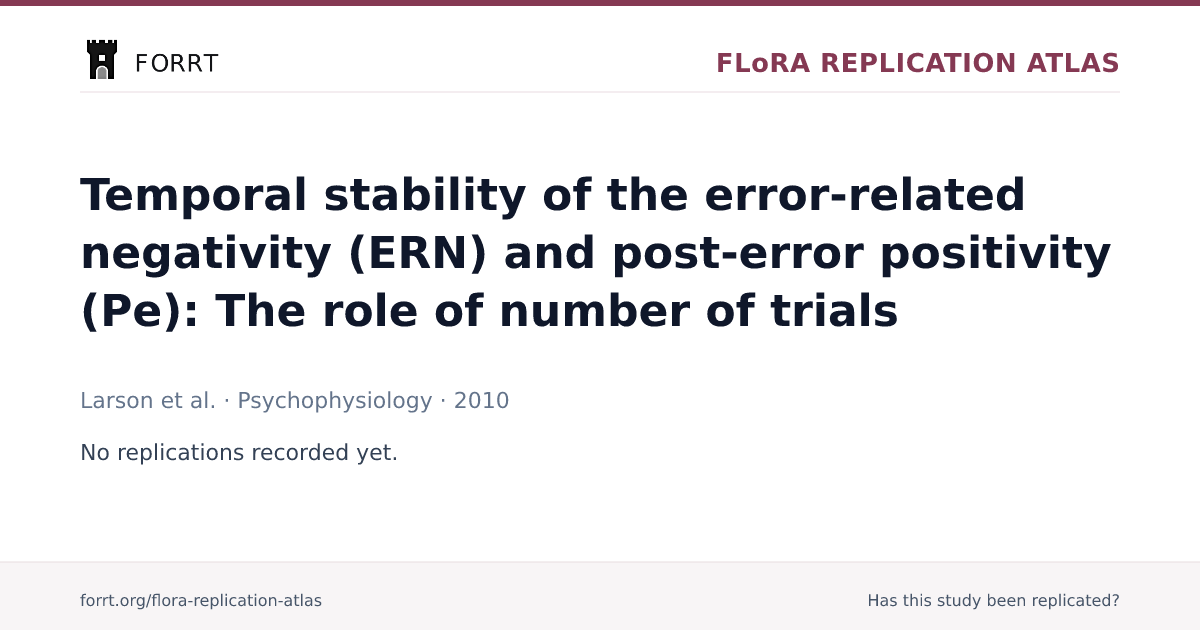 FORRT
FLoRA REPLICATION ATLAS
Temporal stability of the error-related
negativity (ERN) and post-error positivity
(Pe): The role of number of trials
Larson et al. · Psychophysiology · 2010
No replications recorded yet.
forrt.org/flora-replication-atlas
Has this study been replicated?